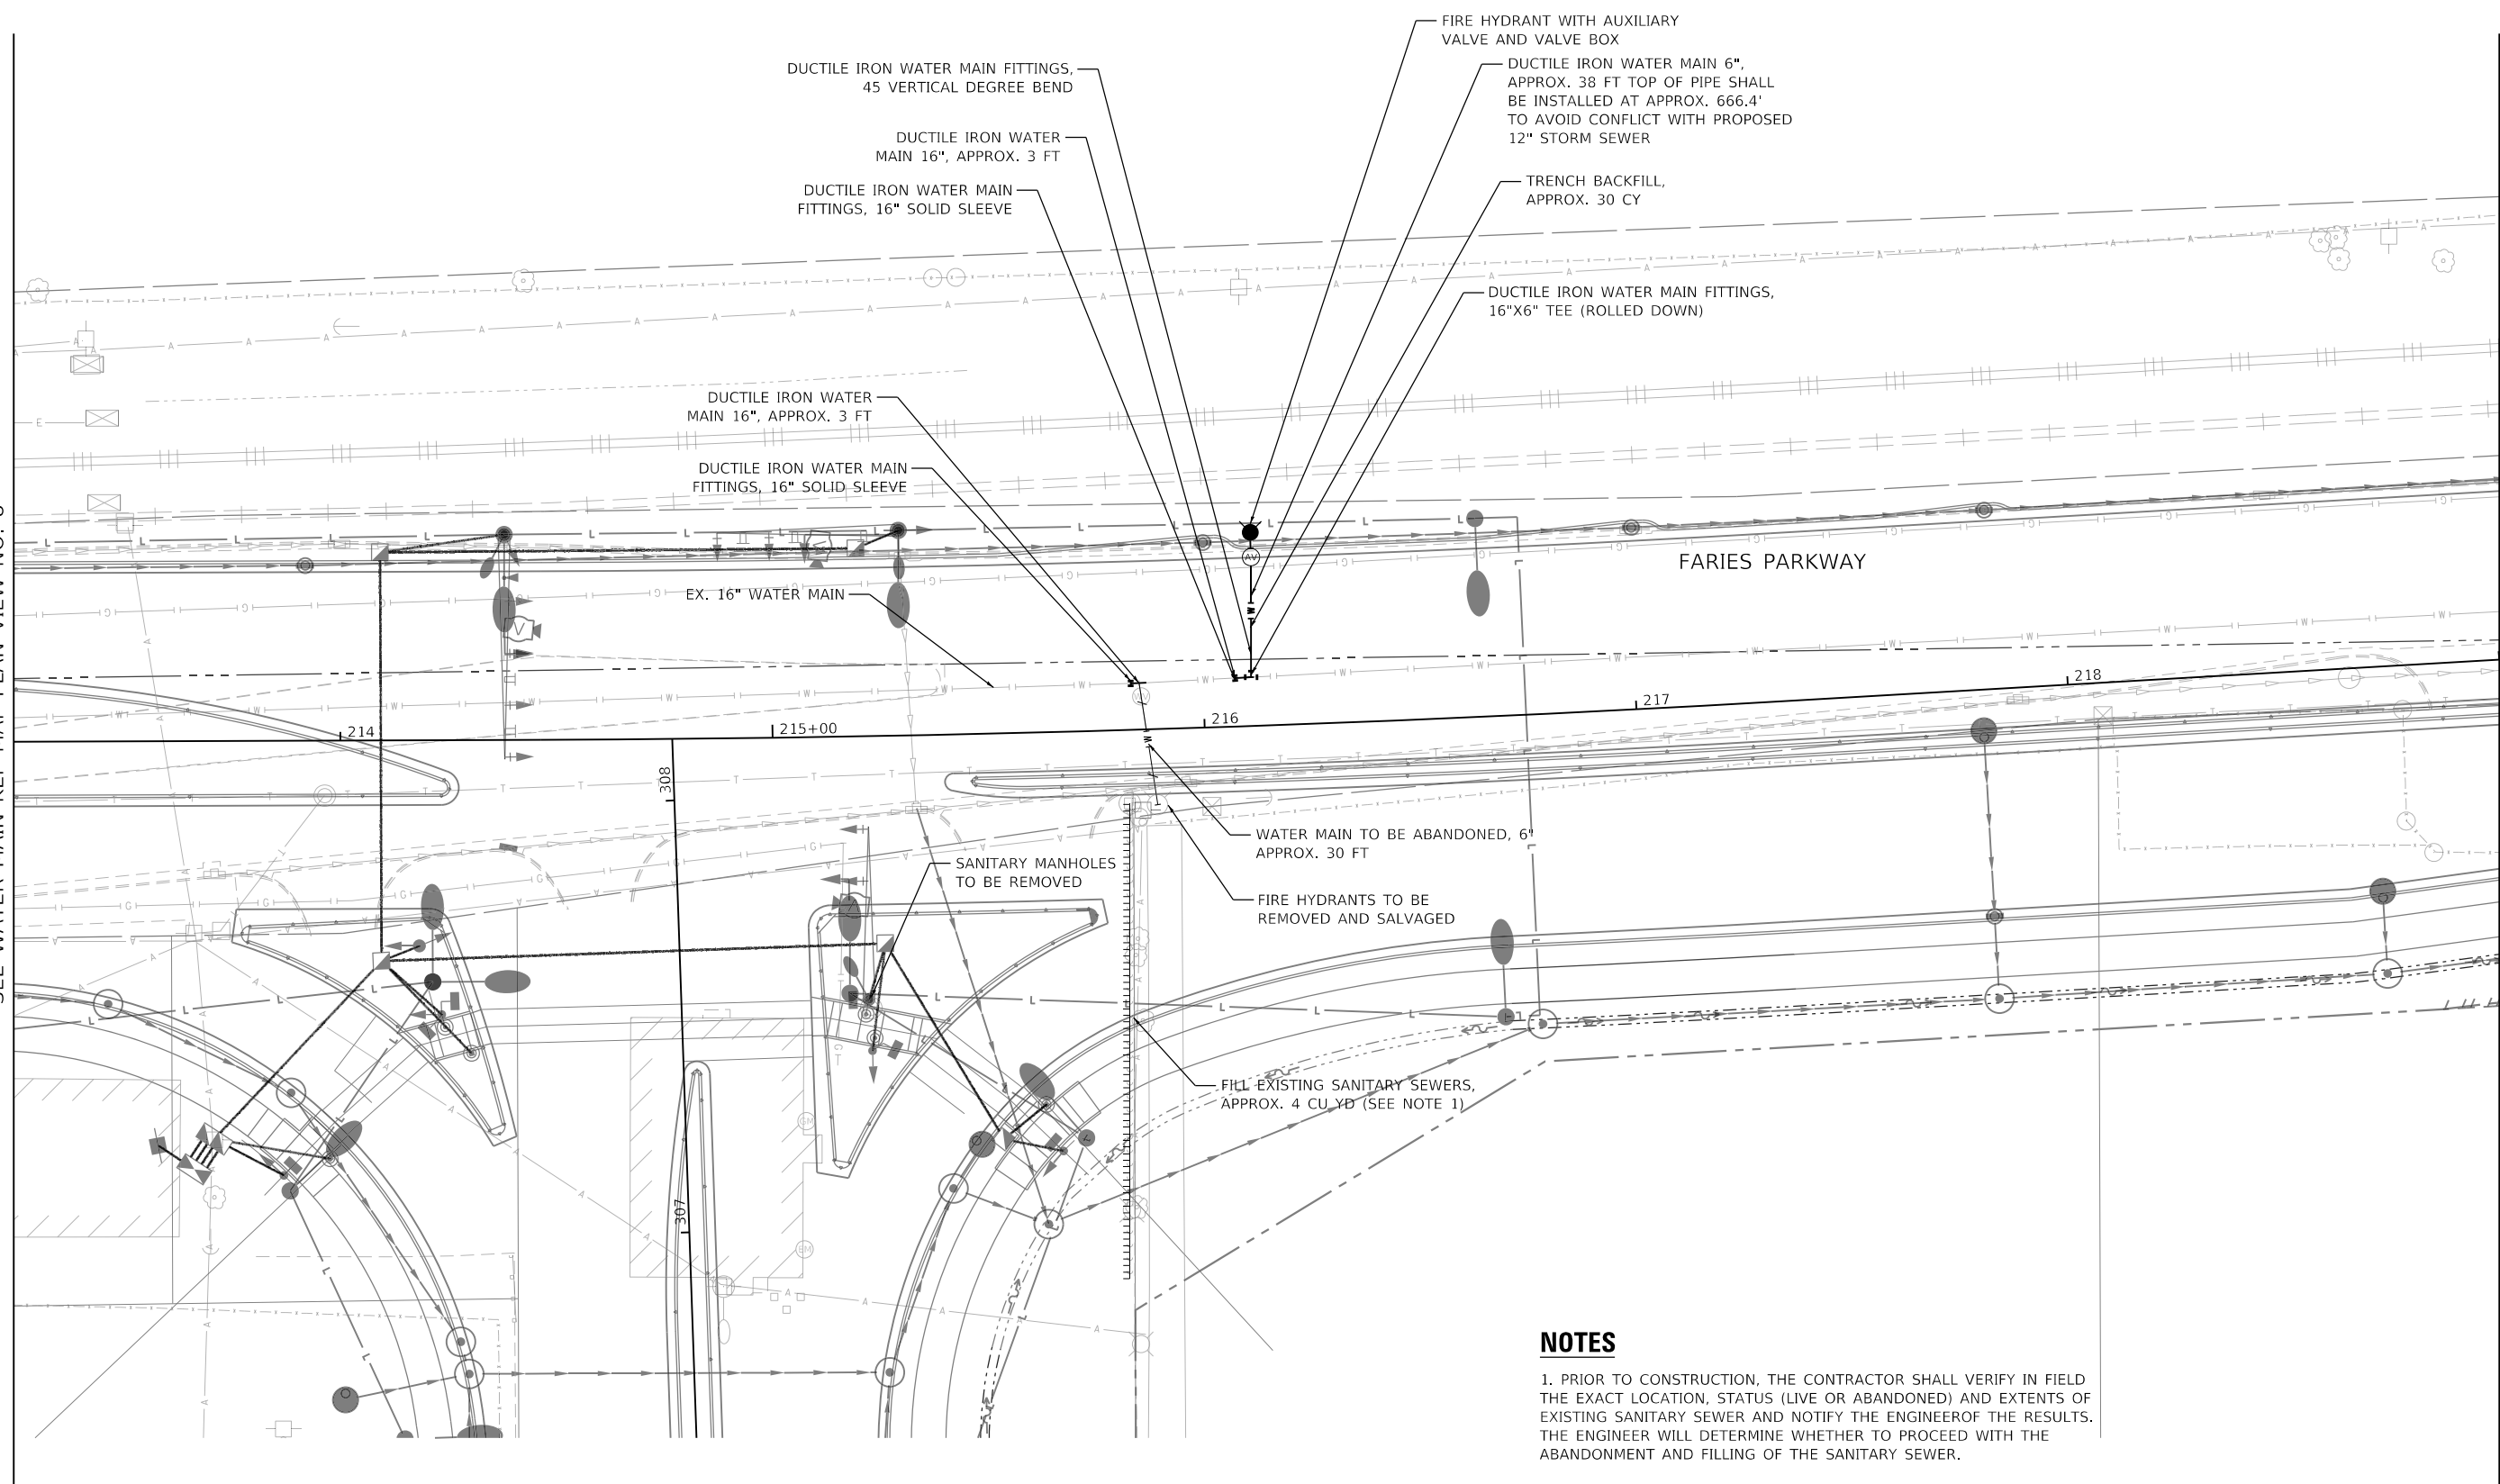 FIRE HYDRANT WITH AUXILIARY
VALVE AND VALVE BOX
DUCTILE IRON WATER MAIN FITTINGS,
45 VERTICAL DEGREE BEND
DUCTILE IRON WATER MAIN 6",
APPROX. 38 FT TOP OF PIPE SHALL
BE INSTALLED AT APPROX. 666.4'
TO AVOID CONFLICT WITH PROPOSED
12" STORM SEWER
DUCTILE IRON WATER
MAIN 16", APPROX. 3 FT
DUCTILE IRON WATER MAIN
FITTINGS, 16" SOLID SLEEVE
TRENCH BACKFILL,
APPROX. 30 CY
DUCTILE IRON WATER MAIN FITTINGS,
16"X6" TEE (ROLLED DOWN)
DUCTILE IRON WATER
MAIN 16", APPROX. 3 FT
DUCTILE IRON WATER MAIN
FITTINGS, 16" SOLID SLEEVE
EX. 16" WATER MAIN
FARIES PARKWAY
AV
214
215+00
216
217
218
308
307
WATER MAIN TO BE ABANDONED, 6"
APPROX. 30 FT
SANITARY MANHOLES
TO BE REMOVED
FIRE HYDRANTS TO BE
REMOVED AND SALVAGED
FILL EXISTING SANITARY SEWERS,
APPROX. 4 CU YD (SEE NOTE 1)
GM
EM
NOTES
1. PRIOR TO CONSTRUCTION, THE CONTRACTOR SHALL VERIFY IN FIELD
THE EXACT LOCATION, STATUS (LIVE OR ABANDONED) AND EXTENTS OF
EXISTING SANITARY SEWER AND NOTIFY THE ENGINEEROF THE RESULTS.
THE ENGINEER WILL DETERMINE WHETHER TO PROCEED WITH THE
ABANDONMENT AND FILLING OF THE SANITARY SEWER.